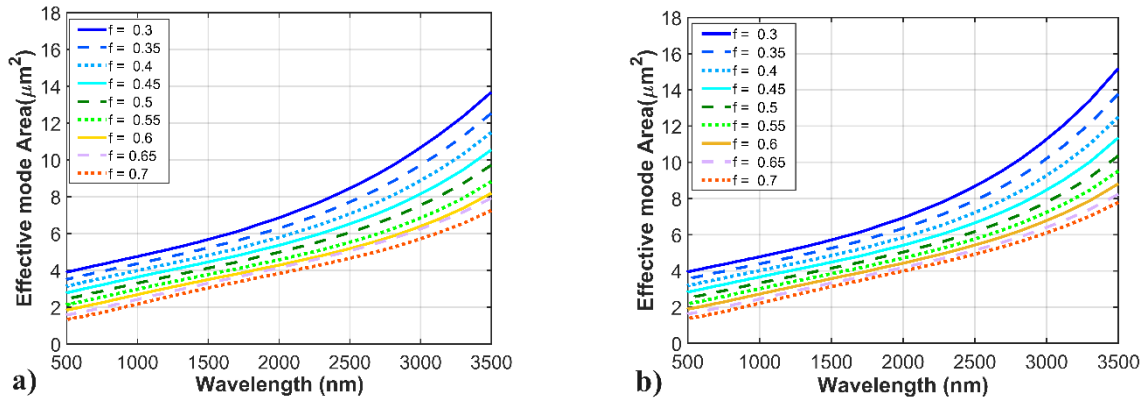 18
16
14
12
10
8
6
4
2
0
Effective mode Area(μm²)
f = 0.3
f = 0.35
f = 0.4
f = 0.45
f = 0.5
f = 0.55
f = 0.6
f = 0.65
f = 0.7
500 1000 1500 2000 2500 3000 3500
Wavelength (nm)
a)
18
16
14
12
10
8
6
4
2
0
Effective mode Area(μm²)
f = 0.3
f = 0.35
f = 0.4
f = 0.45
f = 0.5
f = 0.55
f = 0.6
f = 0.65
f = 0.7
500 1000 1500 2000 2500 3000 3500
Wavelength (nm)
b)